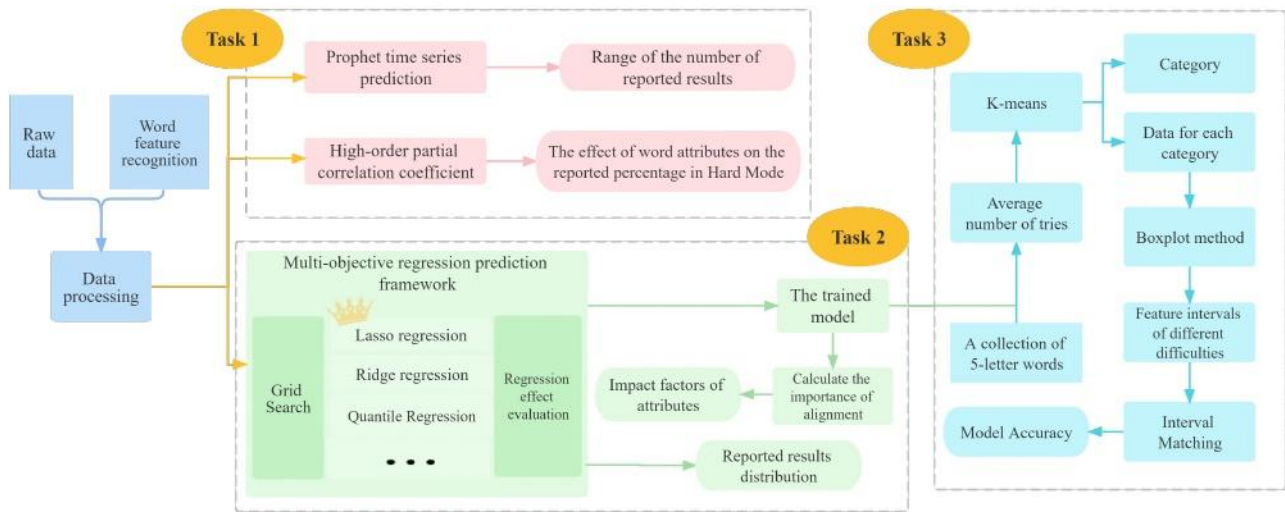 Task 1
Prophet time series
prediction
Range of the number of
reported results
High-order partial
correlation coefficient
The effect of word attributes on the
reported percentage in Hard Mode
Raw
data
Word
feature
recognition
Data
processing
Task 2
Multi-objective regression prediction
framework
Grid
Search
Lasso regression
Ridge regression
Quantile Regression
Regression
effect
evaluation
The trained
model
Calculate the
importance of
alignment
Impact factors of
attributes
Reported results
distribution
Task 3
K-means
Category
Data for each
category
Average
number of tries
Boxplot method
A collection of
5-letter words
Feature intervals
of different
difficulties
Interval
Matching
Model Accuracy